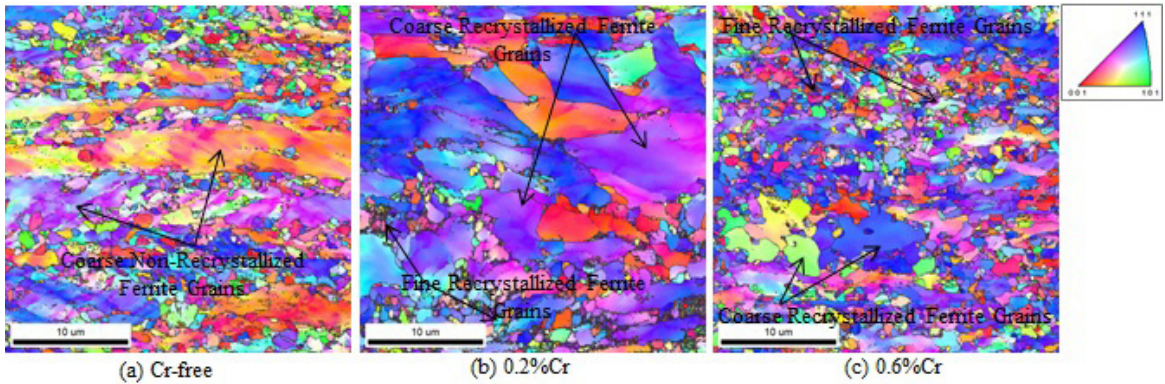 Coarse Recrystallized Ferrite
Grains
Fine Recrystallized Ferrite Grains
111
001
101
Coarse Non-Recrystallized
Ferrite Grains
Fine Recrystallized Ferrite
Grains
Coarse Recrystallized Ferrite Grains
10 um
10 um
10 um
(a) Cr-free
(b) 0.2%Cr
(c) 0.6%Cr